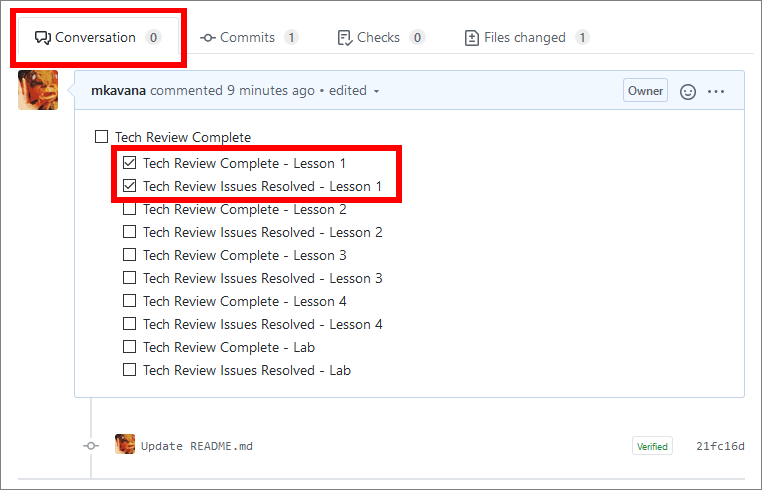 Conversation 0 Commits 1 Checks 0 Files changed 1
mkavana commented 9 minutes ago • edited Owner
Tech Review Complete
Tech Review Complete - Lesson 1
Tech Review Issues Resolved - Lesson 1
Tech Review Complete - Lesson 2
Tech Review Issues Resolved - Lesson 2
Tech Review Complete - Lesson 3
Tech Review Issues Resolved - Lesson 3
Tech Review Complete - Lesson 4
Tech Review Issues Resolved - Lesson 4
Tech Review Complete - Lab
Tech Review Issues Resolved - Lab
Update README.md Verified 21fc16d